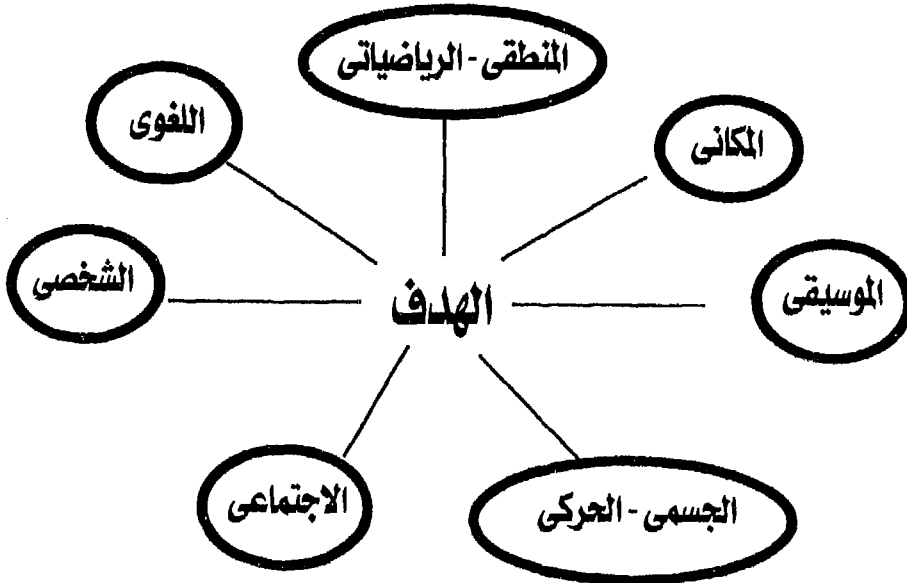 المنطقى - الرياضياتى
اللغوى
المكانى
الشخصى
الهدف
الموسيقى
الاجتماعى
الجسمى - الحركى